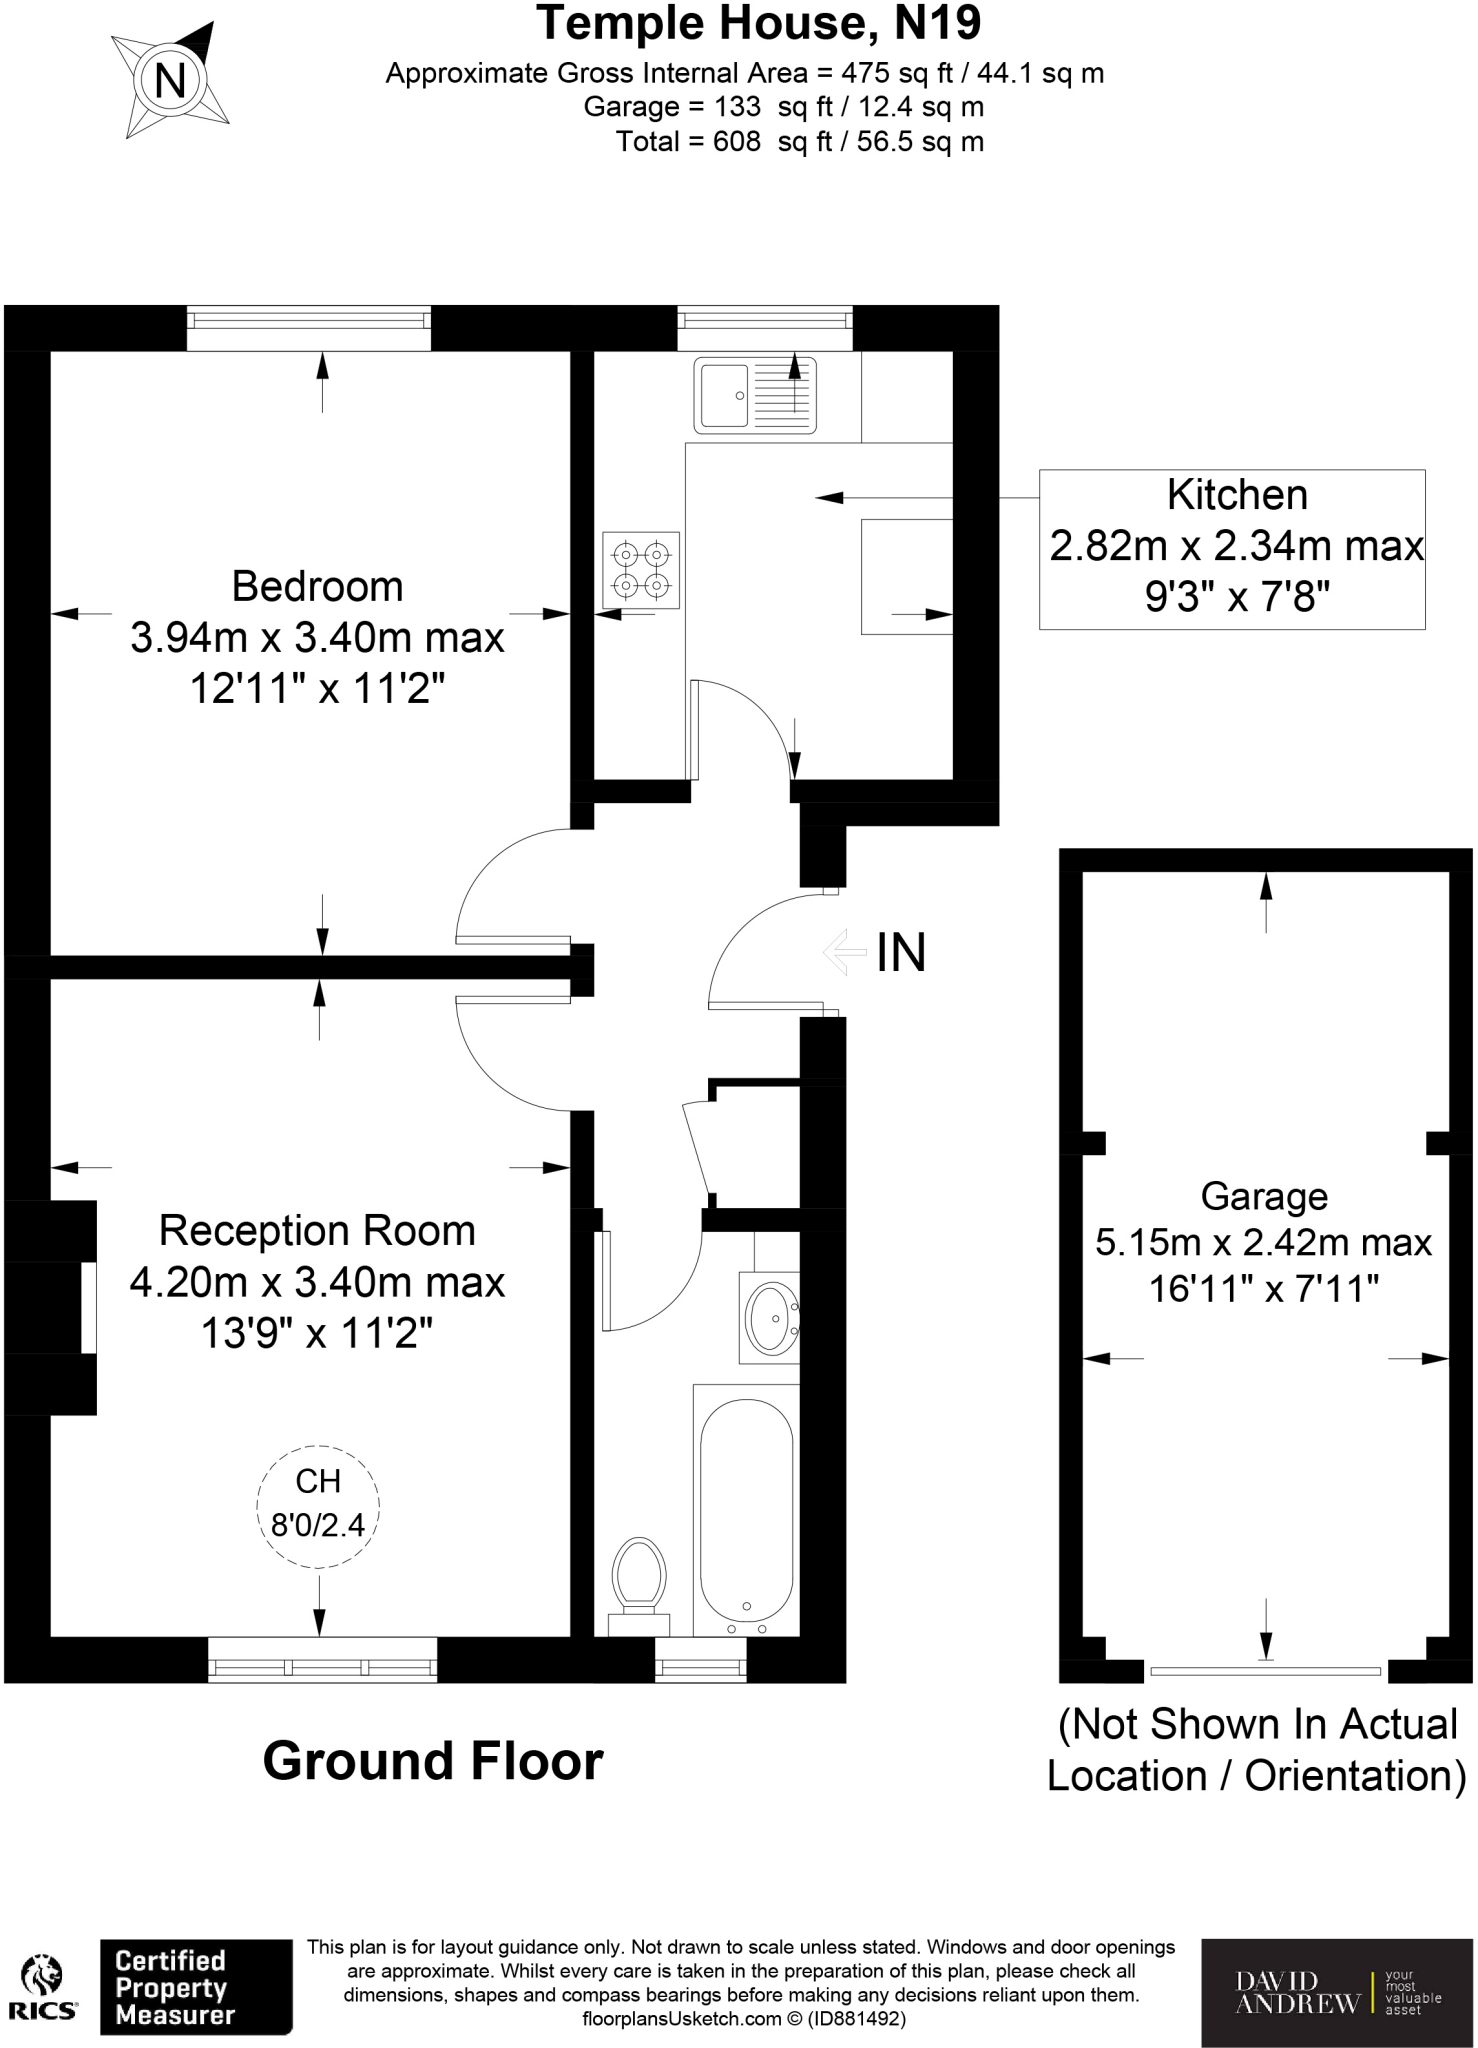 Temple House, N19
Approximate Gross Internal Area = 475 sq ft / 44.1 sq m
Garage = 133 sq ft / 12.4 sq m
Total = 608 sq ft / 56.5 sq m
N
Kitchen
2.82m x 2.34m max
9'3" x 7'8"
Bedroom
3.94m x 3.40m max
12'11" x 11'2"
IN
Reception Room
4.20m x 3.40m max
13'9" x 11'2"
CH
8'0/2.4
Garage
5.15m x 2.42m max
16'11" x 7'11"
(Not Shown In Actual
Location / Orientation)
Ground Floor
RICS
Certified
Property
Measurer
This plan is for layout guidance only. Not drawn to scale unless stated. Windows and door openings
are approximate. Whilst every care is taken in the preparation of this plan, please check all
dimensions, shapes and compass bearings before making any decisions reliant upon them.
floorplansUsketch.com © (ID881492)
DAVID
ANDREW
your
most
valuable
asset